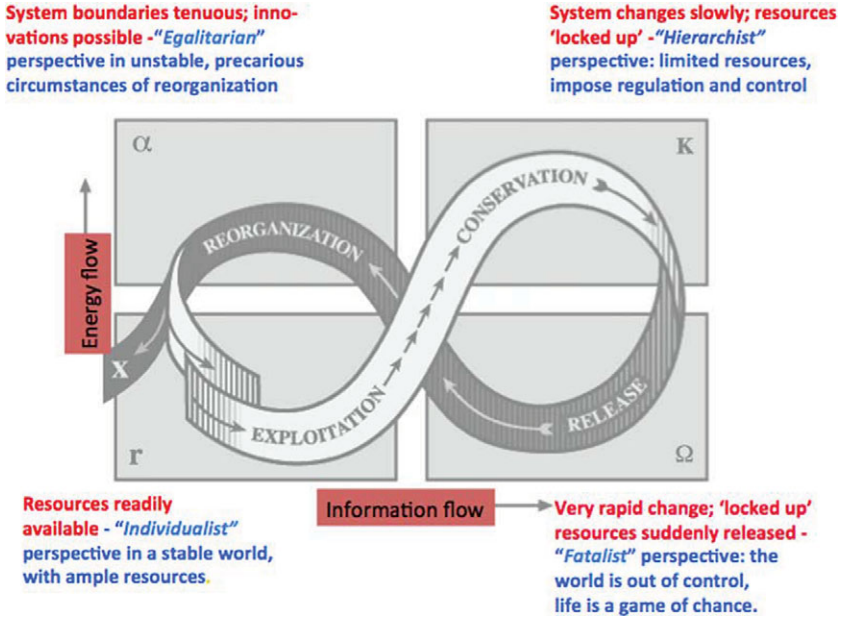 System boundaries tenuous; inno-
vations possible -“Egalitarian”
perspective in unstable, precarious
circumstances of reorganization
System changes slowly; resources
‘locked up’ -“Hierarchist”
perspective: limited resources,
impose regulation and control
α
K
REORGANIZATION
CONSERVATION
Energy flow
X
EXPLOITATION
RELEASE
r
Ω
Information flow
Resources readily
available - “Individualist”
perspective in a stable world,
with ample resources.
Very rapid change; ‘locked up’
resources suddenly released -
“Fatalist” perspective: the
world is out of control,
life is a game of chance.